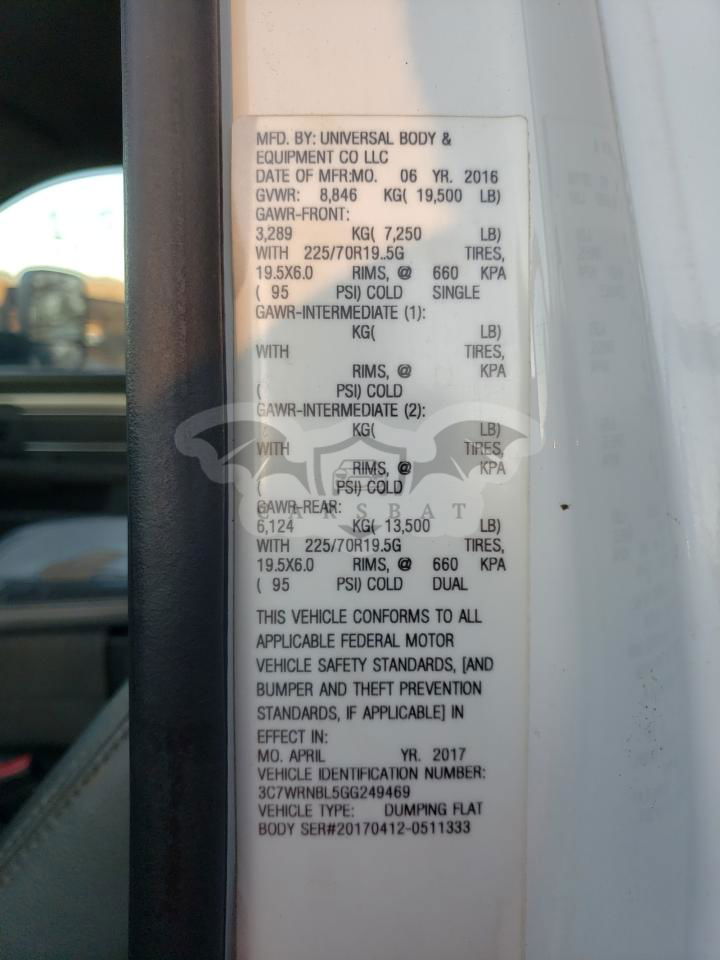 MFD. BY: UNIVERSAL BODY &
EQUIPMENT CO LLC
DATE OF MFR:MO. 06 YR. 2016
GVWR: 8,846 KG( 19,500 LB)
GAWR-FRONT:
3,289 KG( 7,250 LB)
WITH 225/70R19.5G TIRES,
19.5X6.0 RIMS, @ 660 KPA
( 95 PSI) COLD SINGLE
GAWR-INTERMEDIATE (1):
KG( LB)
WITH TIRES,
RIMS, @ KPA
( PSI) COLD
GAWR-INTERMEDIATE (2):
KG( LB)
WITH TIRES,
RIMS, @ KPA
( PSI) COLD
CARSBAT
GAWR-REAR:
6,124 KG( 13,500 LB)
WITH 225/70R19.5G TIRES,
19.5X6.0 RIMS, @ 660 KPA
( 95 PSI) COLD DUAL
THIS VEHICLE CONFORMS TO ALL
APPLICABLE FEDERAL MOTOR
VEHICLE SAFETY STANDARDS, [AND
BUMPER AND THEFT PREVENTION
STANDARDS, IF APPLICABLE] IN
EFFECT IN:
MO. APRIL YR. 2017
VEHICLE IDENTIFICATION NUMBER:
3C7WRNBL5GG249469
VEHICLE TYPE: DUMPING FLAT
BODY SER#20170412-0511333